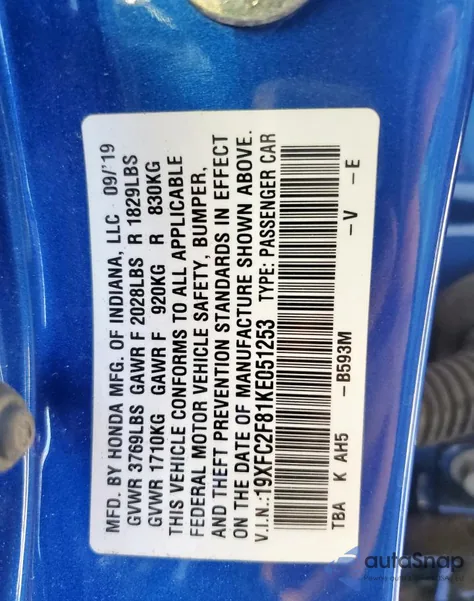 MFD. BY HONDA MFG. OF INDIANA, LLC 09/'19
GVWR 3769LBS GAWR F 2028LBS R 1829LBS
GVWR 1710KG GAWR F 920KG R 830KG
THIS VEHICLE CONFORMS TO ALL APPLICABLE
FEDERAL MOTOR VEHICLE SAFETY, BUMPER,
AND THEFT PREVENTION STANDARDS IN EFFECT
ON THE DATE OF MANUFACTURE SHOWN ABOVE.
V.I.N.:19XFC2F81KE051253 TYPE: PASSENGER CAR
TBA K AH5 -B593M -V -E
autoSnap